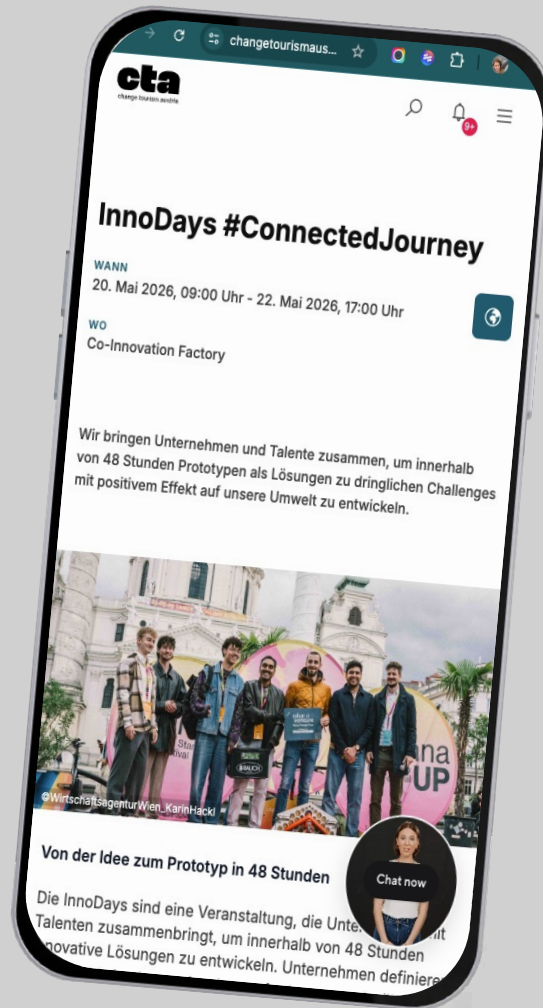 changetourismaus...
cta
change tourism austria
9+
InnoDays #ConnectedJourney
WANN
20. Mai 2026, 09:00 Uhr - 22. Mai 2026, 17:00 Uhr
WO
Co-Innovation Factory
Wir bringen Unternehmen und Talente zusammen, um innerhalb
von 48 Stunden Prototypen als Lösungen zu dringlichen Challenges
mit positivem Effekt auf unsere Umwelt zu entwickeln.
BRAUCH
nna
UP
©WirtschaftsagenturWien_KarinHackl
Von der Idee zum Prototyp in 48 Stunden
Chat now
Die InnoDays sind eine Veranstaltung, die
Talenten zusammenbringt, um innerhalb von 48 Stunden
novative Lösungen zu entwickeln. Unternehmen definiere